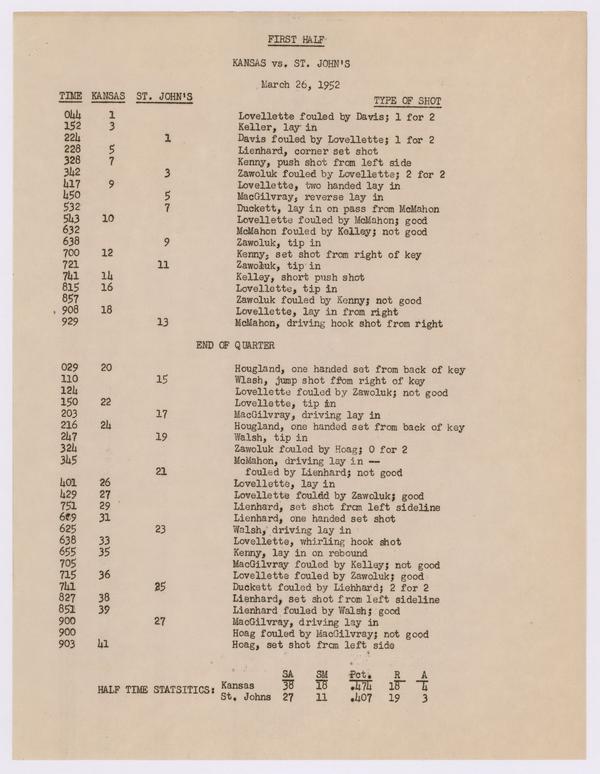 FIRST HALF
KANSAS vs. ST. JOHN'S
March 26, 1952
TIME KANSAS ST. JOHN'S TYPE OF SHOT
044 1 Lovellette fouled by Davis; 1 for 2
152 3 Keller, lay in
224 1 Davis fouled by Lovellette; 1 for 2
228 5 Lienhard, corner set shot
328 7 Kenny, push shot from left side
342 3 Zawoluk fouled by Lovellette; 2 for 2
417 9 Lovellette, two handed lay in
450 5 MacGilvray, reverse lay in
532 7 Duckett, lay in on pass from McMahon
543 10 Lovellette fouled by McMahon; good
632 McMahon fouled by Kelley; not good
638 9 Zawoluk, tip in
700 12 Kenny; set shot from right of key
721 11 Zawoluk, tip in
741 14 Kelley, short push shot
815 16 Lovellette, tip in
857 Zawoluk fouled by Kenny; not good
908 18 Lovellette, lay in from right
929 13 McMahon, driving hook shot from right
END OF QUARTER
029 20 Hougland, one handed set from back of key
110 15 Wlash, jump shot ffom right of key
124 Lovellette fouled by Zawoluk; not good
150 22 Lovellette, tip in
203 17 MacGilvray, driving lay in
216 24 Hougland, one handed set from back of key
247 19 Walsh, tip in
324 Zawoluk fouled by Hoag; 0 for 2
345 McMahon, driving lay in --
21 fouled by Lienhard; not good
401 26 Lovellette, lay in
429 27 Lovellette fouldd by Zawoluk; good
751 29 Lienhard, set shot from left sideline
31 Lienhard, one handed set shot
625 23 Walsh, driving lay in
638 33 Lovellette, whirling hook shot
655 35 Kenny, lay in on rebound
705 MacGilvray fouled by Kelley; not good
715 36 Lovellette fouled by Zawoluk; good
741 25 Duckett fouled by Liehhard; 2 for 2
827 38 Lienhard, set shot from left sideline
851 39 Lienhard fouled by Walsh; good
900 27 MacGilvray, driving lay in
900 Hoag fouled by MacGilvray; not good
903 41 Hoag, set shot from left side
SA SM Pct. R A
HALF TIME STATSITICS: Kansas 38 18 .474 18 4
St. Johns 27 11 .407 19 3